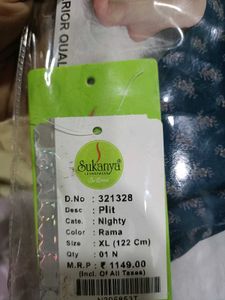 RIOR QUAL
Sukanya
D.No : 321328
Desc : Plit
Cate. : Nighty
Color : Rama
Size : XL (122 Cm)
Qty : 01 N
M.R.P : ₹ 1149.00
(Incl. Of All Taxes)